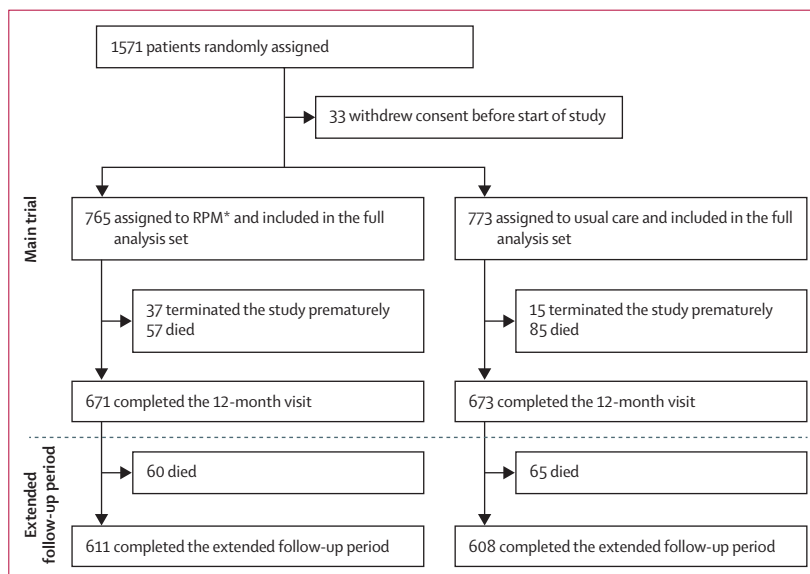 1571 patients randomly assigned
33 withdrew consent before start of study
Main trial
765 assigned to RPM* and included in the full
analysis set
773 assigned to usual care and included in the full
analysis set
37 terminated the study prematurely
57 died
15 terminated the study prematurely
85 died
671 completed the 12-month visit
673 completed the 12-month visit
Extended
follow-up period
60 died
65 died
611 completed the extended follow-up period
608 completed the extended follow-up period